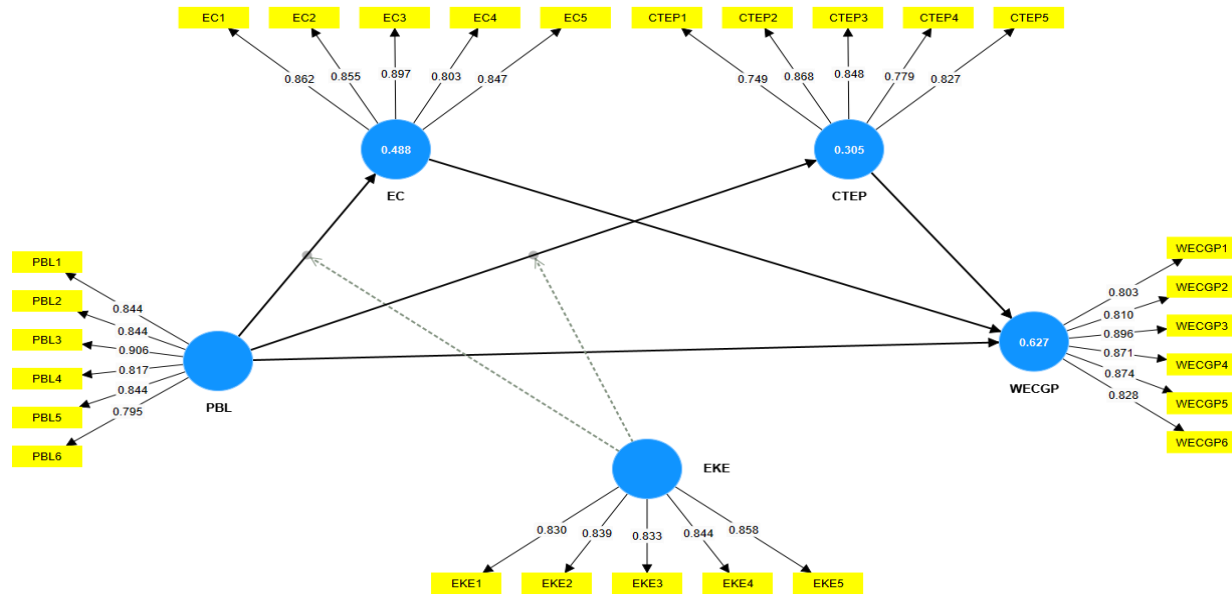 EC1 EC2 EC3 EC4 EC5 CTEP1 CTEP2 CTEP3 CTEP4 CTEP5
0.862 0.855 0.897 0.803 0.847 0.749 0.868 0.848 0.779 0.827
0.488 0.305
EC CTEP
PBL1
PBL2
PBL3
PBL4
PBL5
PBL6
0.844
0.844
0.906
0.817
0.844
0.795
PBL
WECGP1
WECGP2
WECGP3
WECGP4
WECGP5
WECGP6
0.803
0.810
0.896
0.871
0.874
0.828
0.627
WECGP
EKE
0.830 0.839 0.833 0.844 0.858
EKE1 EKE2 EKE3 EKE4 EKE5